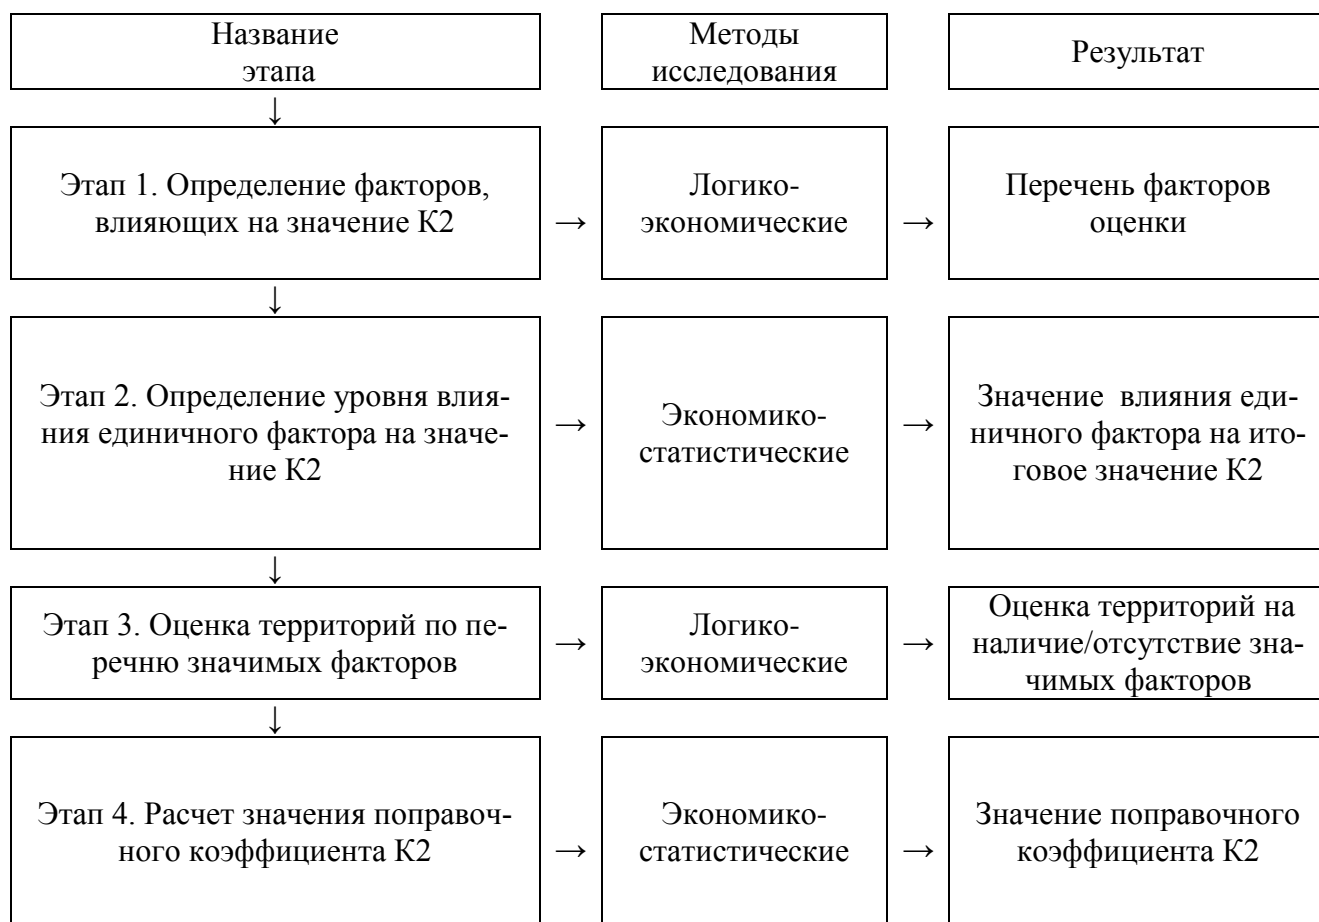 Название
этапа
Методы
исследования
Результат
↓
Этап 1. Определение факторов,
влияющих на значение К2
→
Логико-
экономические
→
Перечень факторов
оценки
↓
Этап 2. Определение уровня влия-
ния единичного фактора на значе-
ние К2
→
Экономико-
статистические
→
Значение влияния еди-
ничного фактора на ито-
говое значение К2
↓
Этап 3. Оценка территорий по пе-
речню значимых факторов
→
Логико-
экономические
→
Оценка территорий на
наличие/отсутствие зна-
чимых факторов
↓
Этап 4. Расчет значения поправоч-
ного коэффициента К2
→
Экономико-
статистические
→
Значение поправочного
коэффициента К2